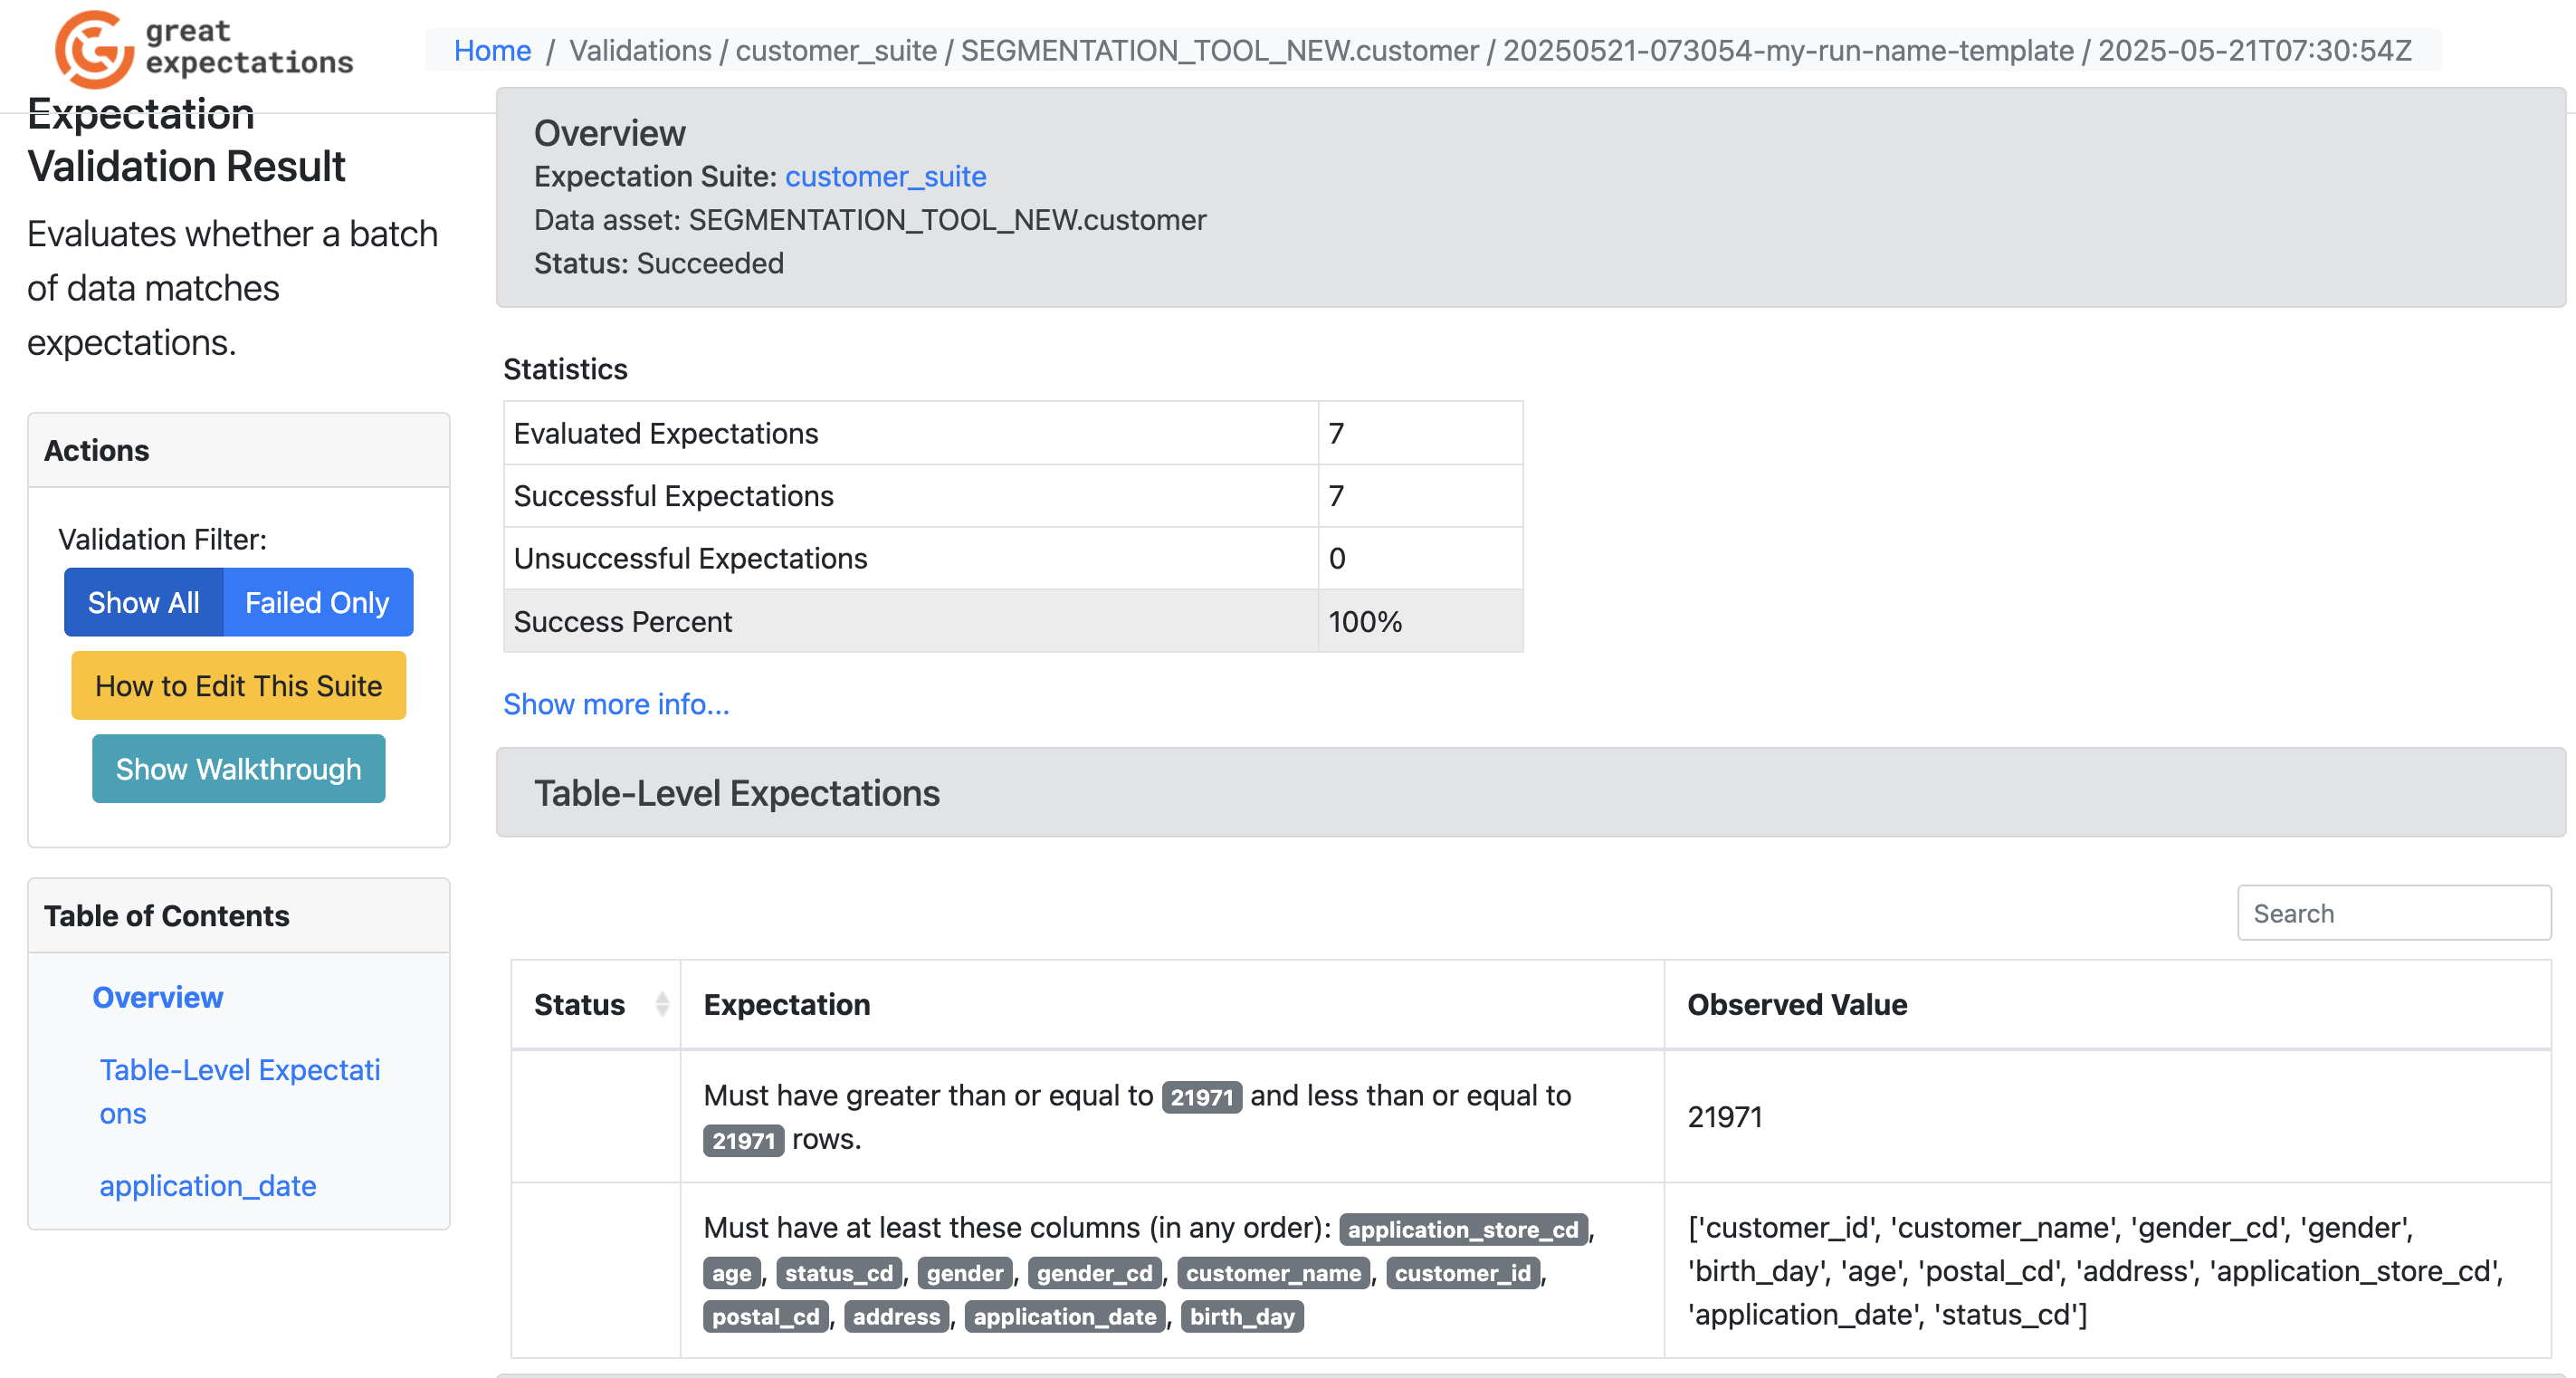 great
expectations
Home / Validations / customer_suite / SEGMENTATION_TOOL_NEW.customer / 20250521-073054-my-run-name-template / 2025-05-21T07:30:54Z
Expectation
Validation Result
Evaluates whether a batch
of data matches
expectations.
Actions
Validation Filter:
Show All Failed Only
How to Edit This Suite
Show Walkthrough
Table of Contents
Overview
Table-Level Expectati
ons
application_date
Overview
Expectation Suite: customer_suite
Data asset: SEGMENTATION_TOOL_NEW.customer
Status: Succeeded
Statistics
Evaluated Expectations 7
Successful Expectations 7
Unsuccessful Expectations 0
Success Percent 100%
Show more info...
Table-Level Expectations
Search
Status Expectation Observed Value
Must have greater than or equal to 21971 and less than or equal to
21971 rows.
21971
Must have at least these columns (in any order): application_store_cd,
age, status_cd, gender, gender_cd, customer_name, customer_id,
postal_cd, address, application_date, birth_day
['customer_id', 'customer_name', 'gender_cd', 'gender',
'birth_day', 'age', 'postal_cd', 'address', 'application_store_cd',
'application_date', 'status_cd']